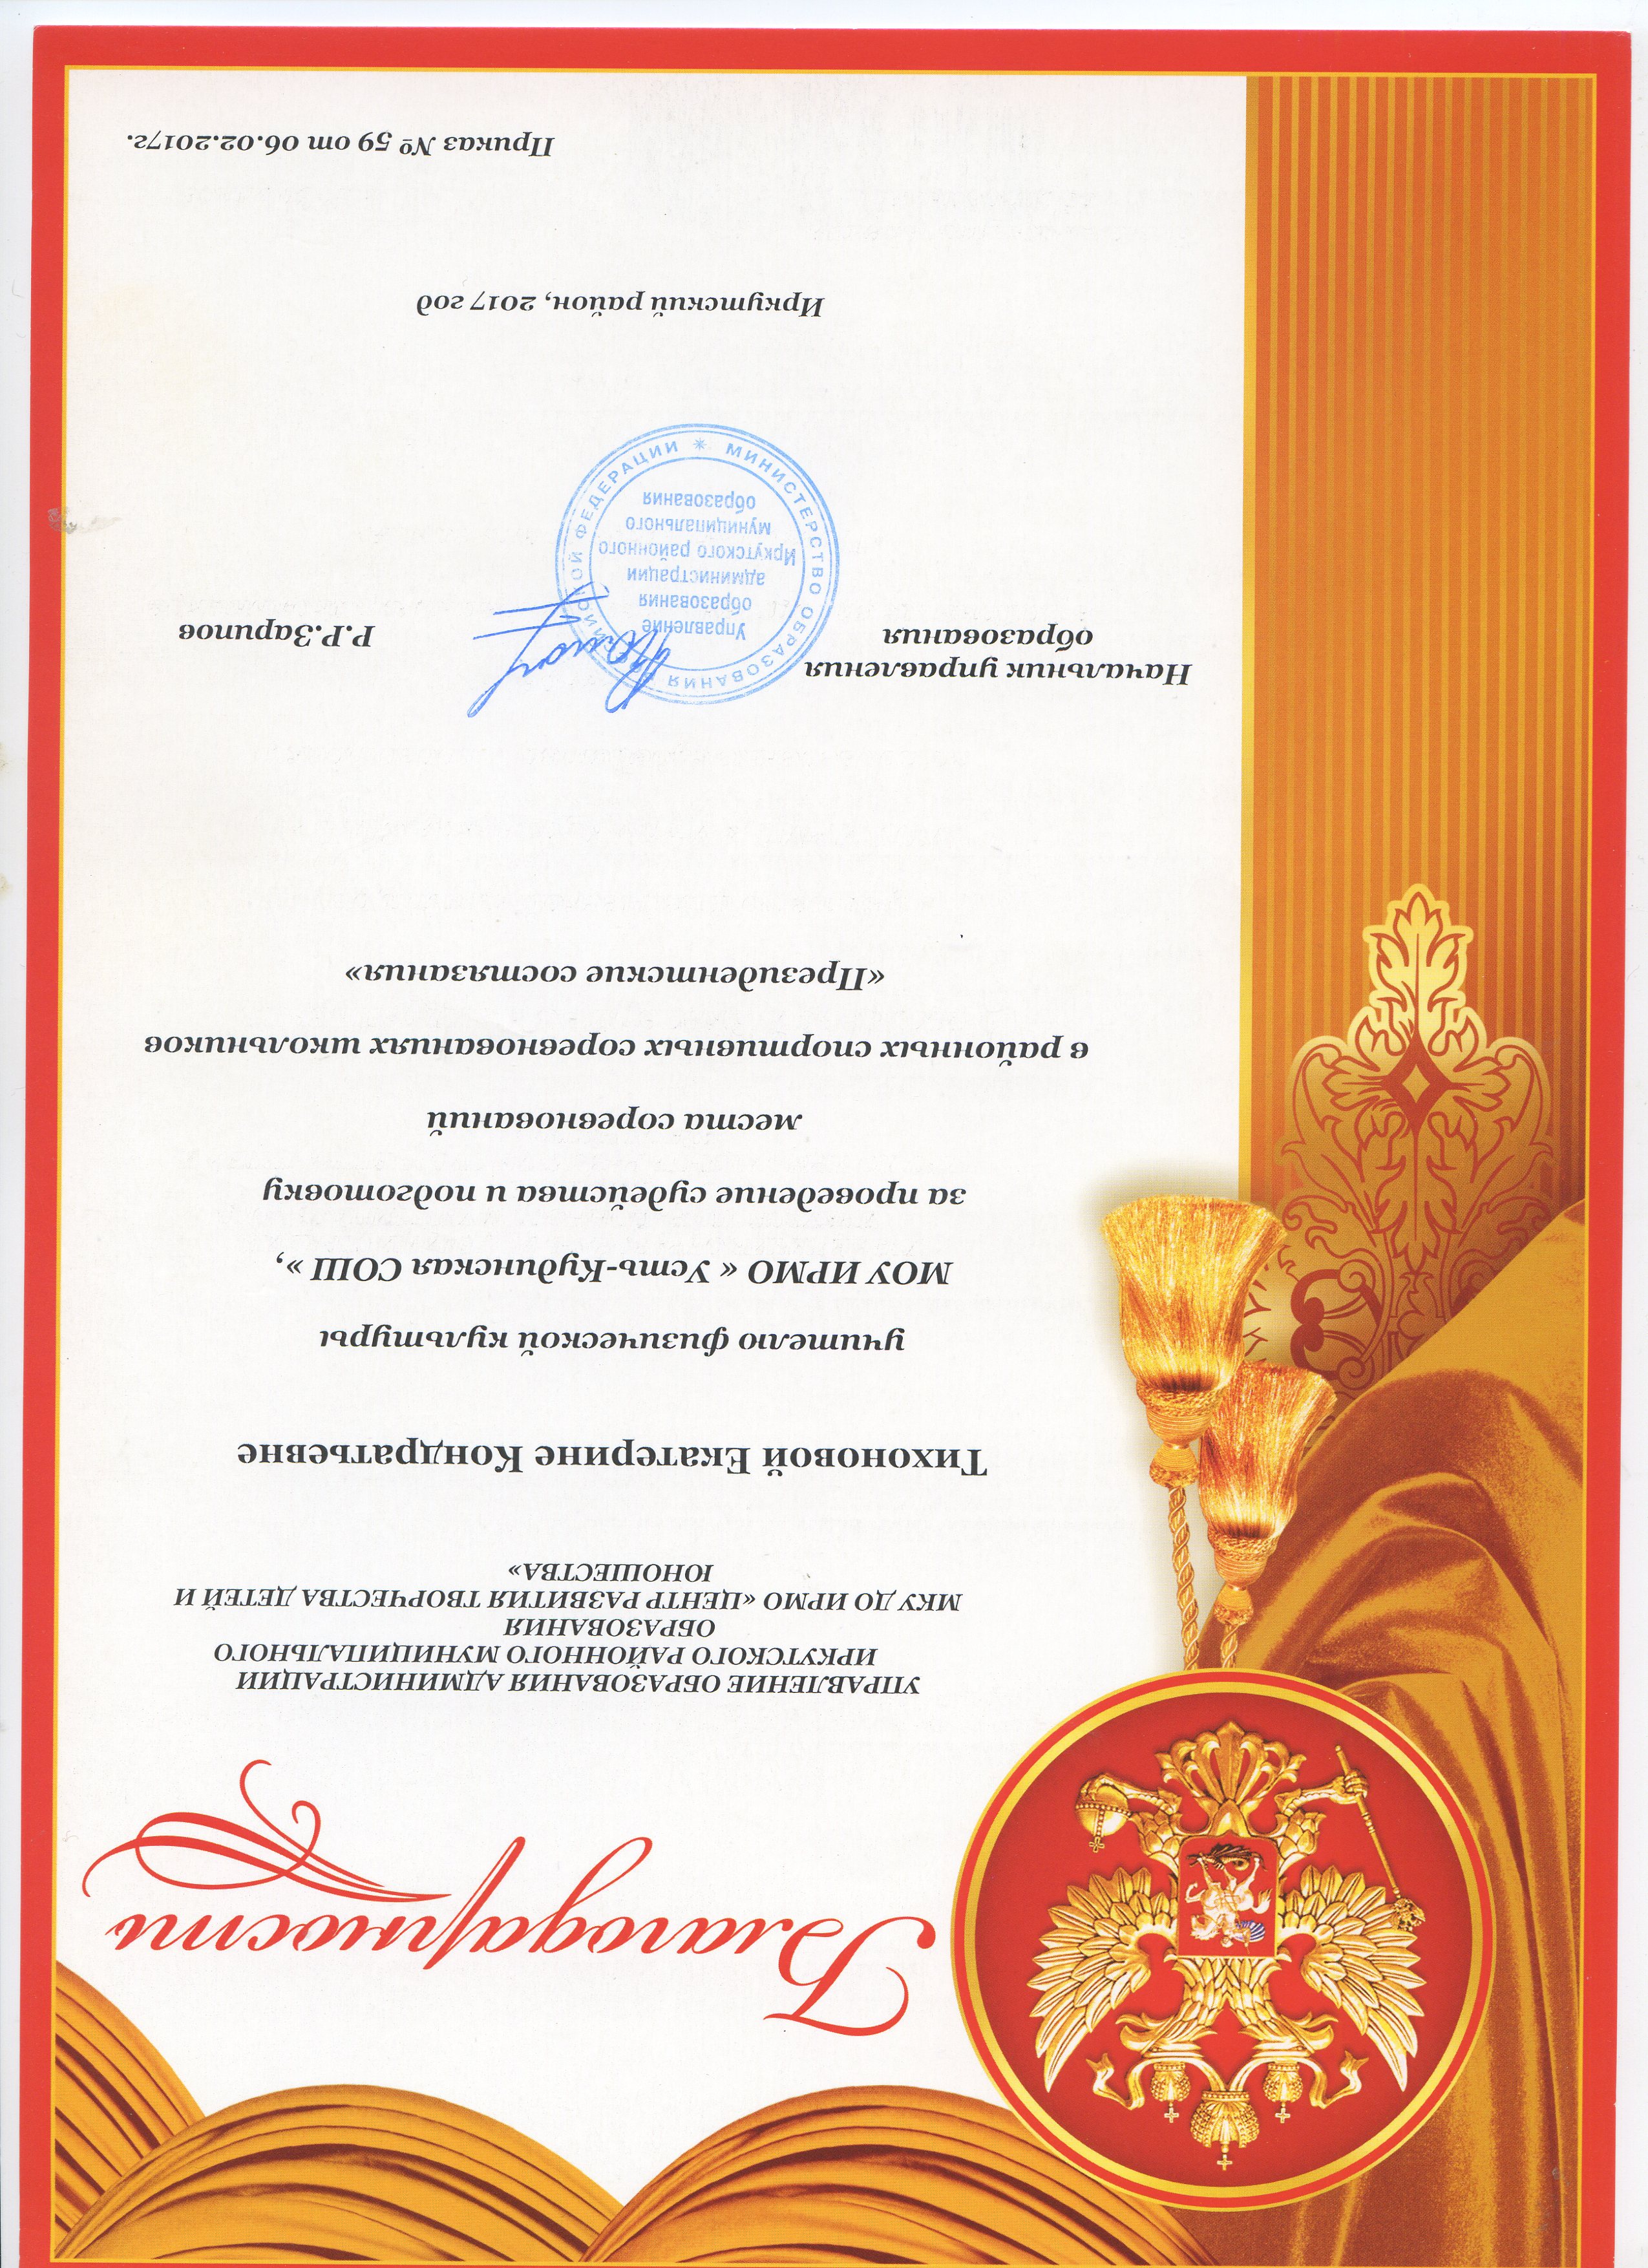 Благодарность
УПРАВЛЕНИЕ ОБРАЗОВАНИЯ АДМИНИСТРАЦИИ
ИРКУТСКОГО РАЙОННОГО МУНИЦИПАЛЬНОГО
ОБРАЗОВАНИЯ
МКУ ДО ИРМО «ЦЕНТР РАЗВИТИЯ ТВОРЧЕСТВА ДЕТЕЙ И
ЮНОШЕСТВА»
Тихоновой Екатерине Кондратьевне
учителю физической культуры
МОУ ИРМО « Усть-Кудинская СОШ »,
за проведение судейства и подготовку
места соревнований
в районных спортивных соревнованиях школьников
«Президентские состязания»
Начальник управления
образования
Р.Р.Зарипов
МИНИСТЕРСТВО ОБРАЗОВАНИЯ РОССИЙСКОЙ ФЕДЕРАЦИИ
Управление
образования
администрации
Иркутского районного
муниципального
образования
Иркутский район, 2017 год
Приказ № 59 от 06.02.2017г.